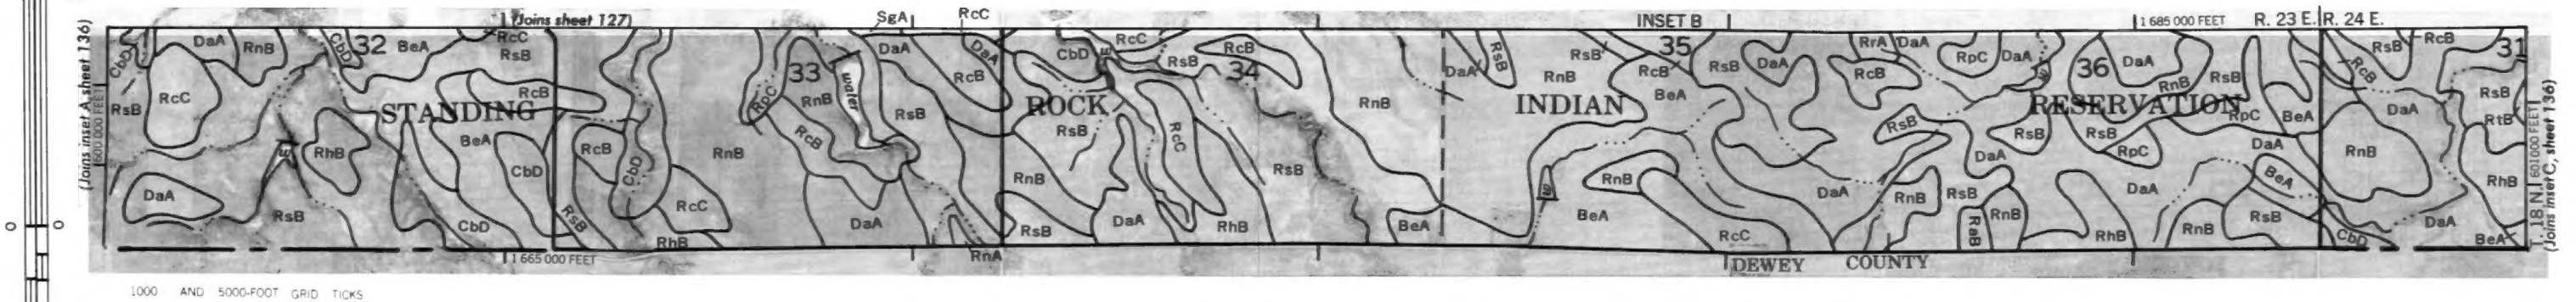 (Joins sheet 127)
SgA RcC
INSET B
1 685 000 FEET R. 23 E. R. 24 E.
(Joins inset A, sheet 136)
600 000 FEET
CbD DaA RnB CbD 32 BeA RcC RsB
RsB RcC RcB
STANDING
BeA RhB CbD
DaA RsB CbD RsB
RcB CbD RnB RcC RhB
RpC 33 RnB water RcB
DaA DaA RcB RsB
DaA RnA
CbD RcC RsB RcB 34
ROCK
RsB RcC RnB RsB
RsB DaA RhB
RnB DaA RsB RnB RsB 35 RcB
INDIAN
BeA RnB
BeA BeA RcC
RsB DaA RrA DaA RcB RpC DaA 36 DaA RnB RsB
RESERVATION
RsB RsB RsB RpC BeA
DaA RpC DaA
DaA RnB RsB RnB DaA BeA
RaB RhB RnB RsB CbD
RsB RcB 31
RcB DaA RsB RtB
RnB RhB
DaA BeA
T. 18 N. 601 000 FEET
(Joins inset C, sheet 136)
1 665 000 FEET
DEWEY COUNTY
0 0
1000 AND 5000-FOOT GRID TICKS